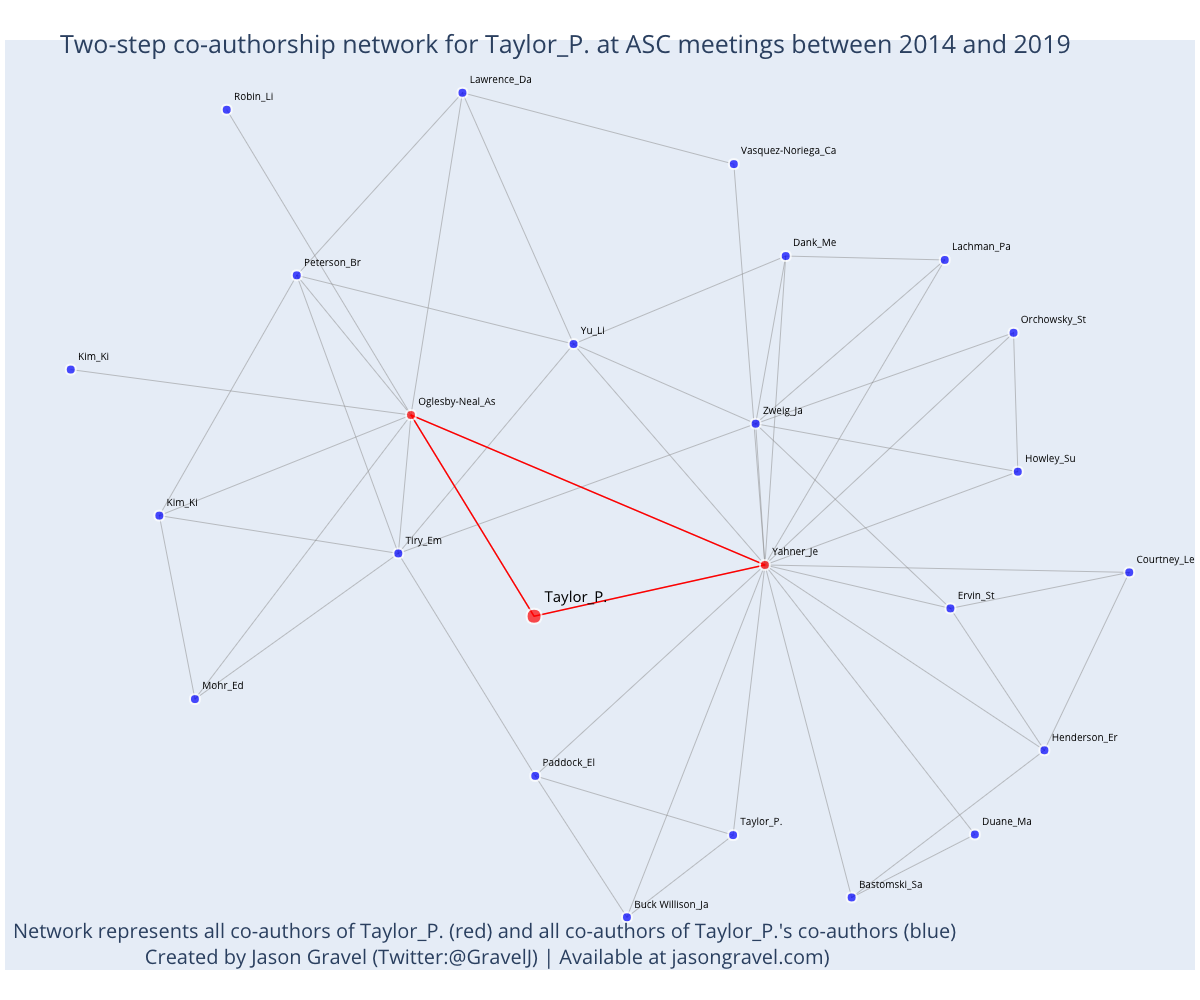 Two-step co-authorship network for Taylor_P. at ASC meetings between 2014 and 2019
Lawrence_Da
Robin_Li
Vasquez-Noriega_Ca
Dank_Me
Lachman_Pa
Peterson_Br
Orchowsky_St
Yu_Li
Kim_Ki
Oglesby-Neal_As
Zweig_Ja
Howley_Su
Kim_Ki
Tiry_Em
Yahner_Je
Courtney_Le
Taylor_P.
Ervin_St
Mohr_Ed
Henderson_Er
Paddock_El
Taylor_P.
Duane_Ma
Bastomski_Sa
Buck Willison_Ja
Network represents all co-authors of Taylor_P. (red) and all co-authors of Taylor_P.'s co-authors (blue)
Created by Jason Gravel (Twitter:@GravelJ) | Available at jasongravel.com)